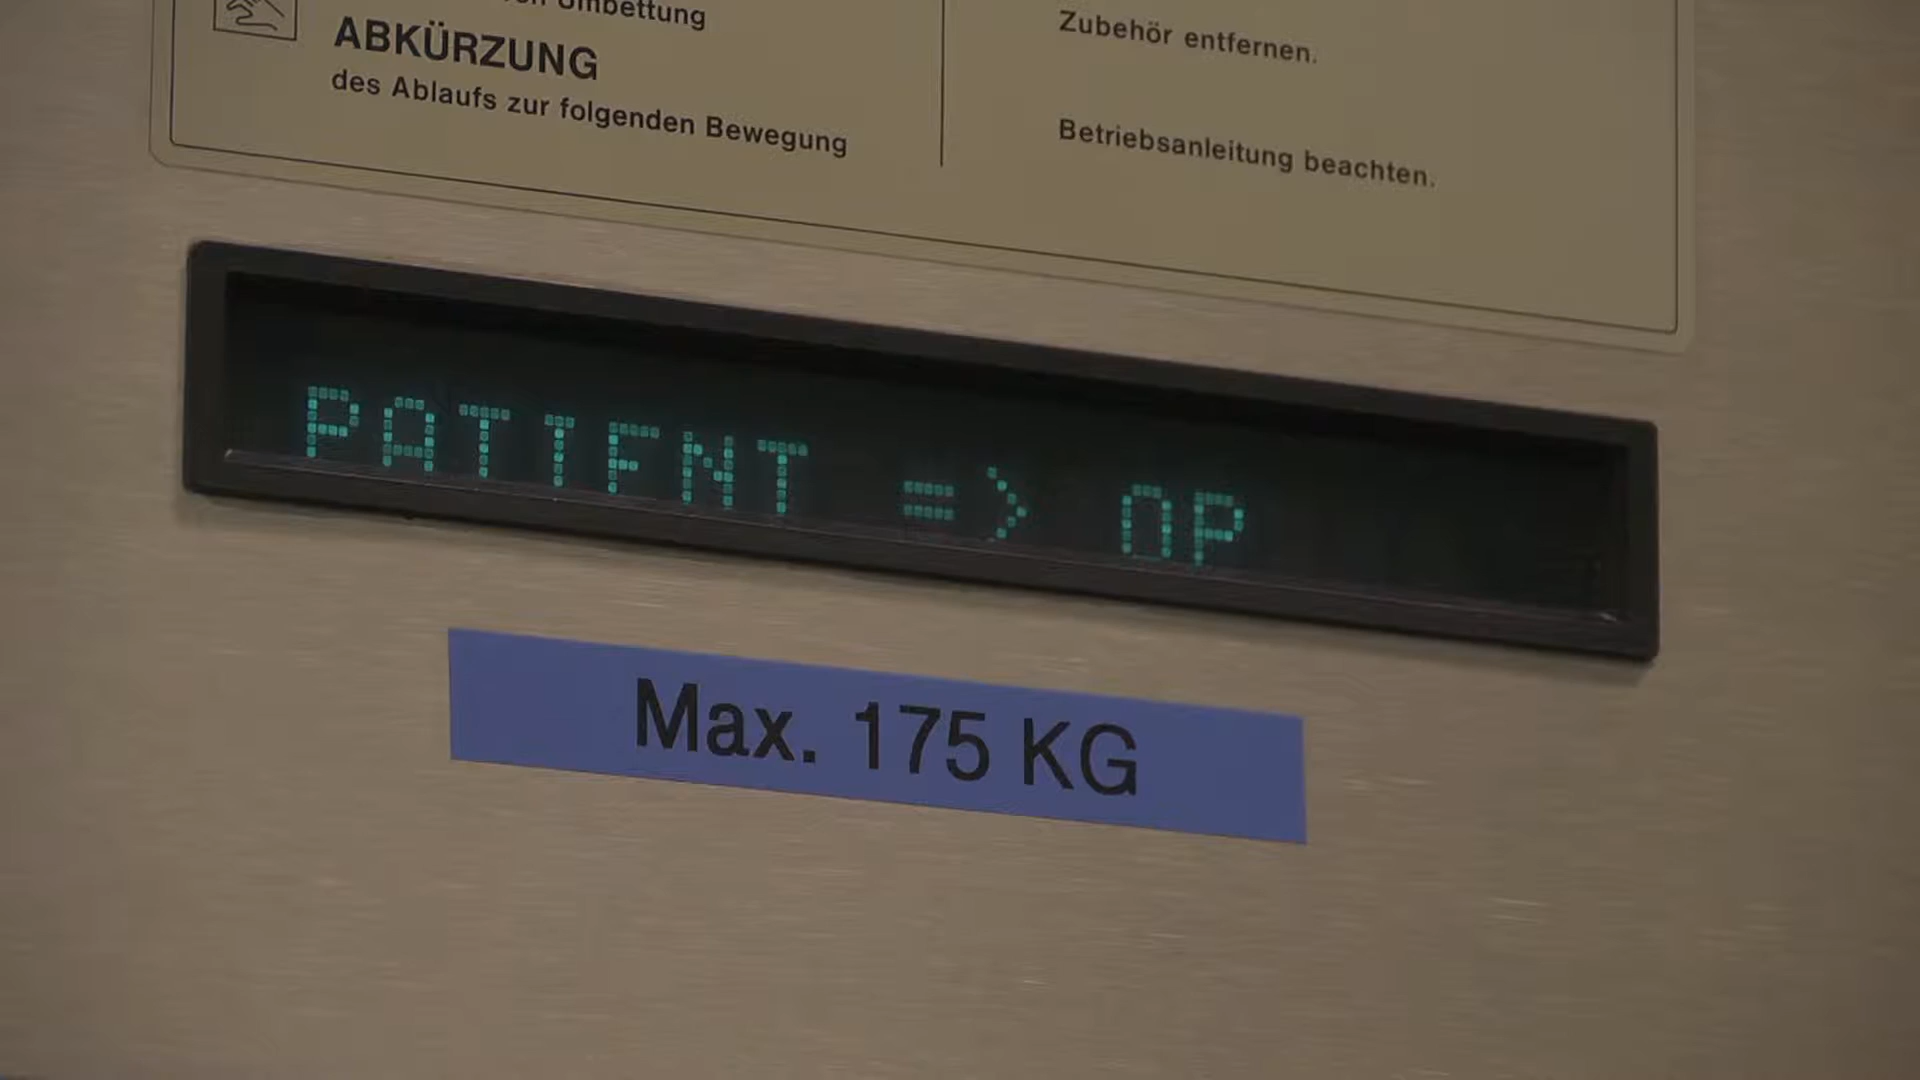 Umbettung
ABKÜRZUNG
des Ablaufs zur folgenden Bewegung
Zubehör entfernen.
Betriebsanleitung beachten.
PATIENT => OP
Max. 175 KG